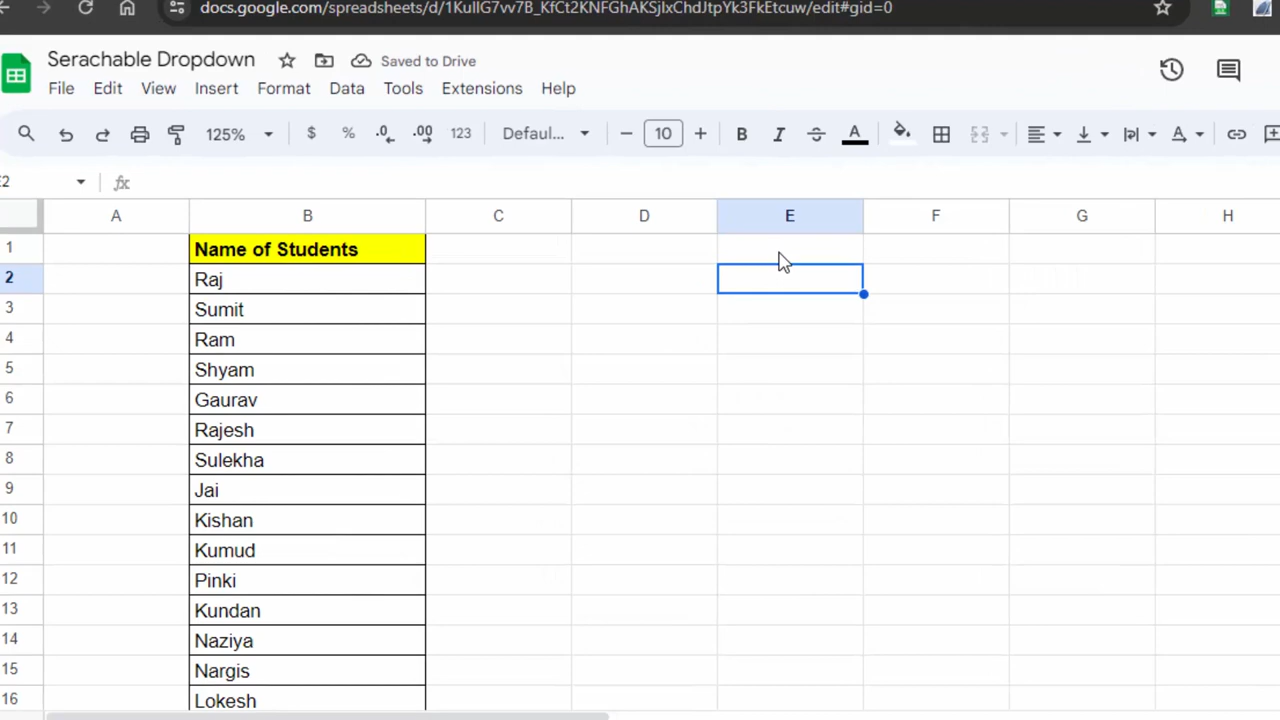 docs.google.com/spreadsheets/d/1KulIG7vv7B_KfCt2KNFGhAKSjlxChdJtpYk3FkEtcuw/edit#gid=0
Serachable Dropdown Saved to Drive
File Edit View Insert Format Data Tools Extensions Help
125% $ % .0 .00 123 Defaul... − 10 + B I S A
E2 fx
A B C D E F G H
1 Name of Students
2 Raj
3 Sumit
4 Ram
5 Shyam
6 Gaurav
7 Rajesh
8 Sulekha
9 Jai
10 Kishan
11 Kumud
12 Pinki
13 Kundan
14 Naziya
15 Nargis
16 Lokesh